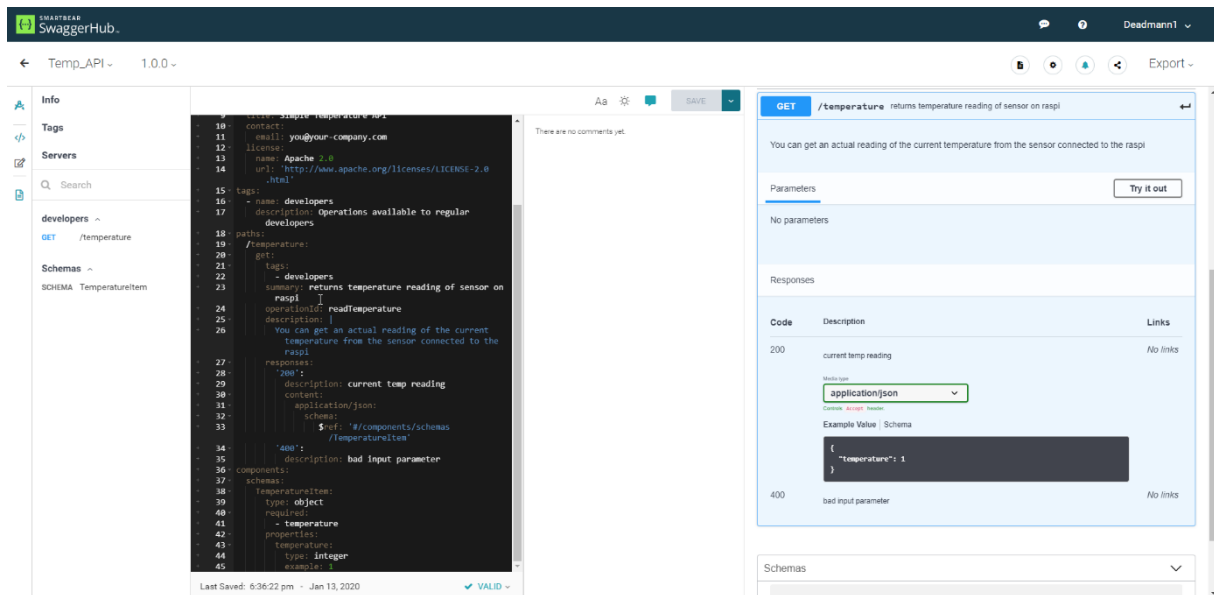 SMARTBEAR
SwaggerHub
Deadmann1
Temp_API
1.0.0
Export
Info
Tags
Servers
Search
developers
GET /temperature
Schemas
SCHEMA TemperatureItem
Aa
SAVE
9 title: Simple Temperature API
10 contact:
11 email: you@your-company.com
12 license:
13 name: Apache 2.0
14 url: 'http://www.apache.org/licenses/LICENSE-2.0
.html'
15 tags:
16 - name: developers
17 description: Operations available to regular
developers
18 paths:
19 /temperature:
20 get:
21 tags:
22 - developers
23 summary: returns temperature reading of sensor on
raspi
24 operationId: readTemperature
25 description: |
26 You can get an actual reading of the current
temperature from the sensor connected to the
raspi
27 responses:
28 '200':
29 description: current temp reading
30 content:
31 application/json:
32 schema:
33 $ref: '#/components/schemas
/TemperatureItem'
34 '400':
35 description: bad input parameter
36 components:
37 schemas:
38 TemperatureItem:
39 type: object
40 required:
41 - temperature
42 properties:
43 temperature:
44 type: integer
45 example: 1
Last Saved: 6:36:22 pm - Jan 13, 2020
VALID
There are no comments yet.
GET /temperature returns temperature reading of sensor on raspi
You can get an actual reading of the current temperature from the sensor connected to the raspi
Parameters
Try it out
No parameters
Responses
Code Description Links
200 current temp reading No links
Media type
application/json
Controls Accept header.
Example Value Schema
{
"temperature": 1
}
400 bad input parameter No links
Schemas